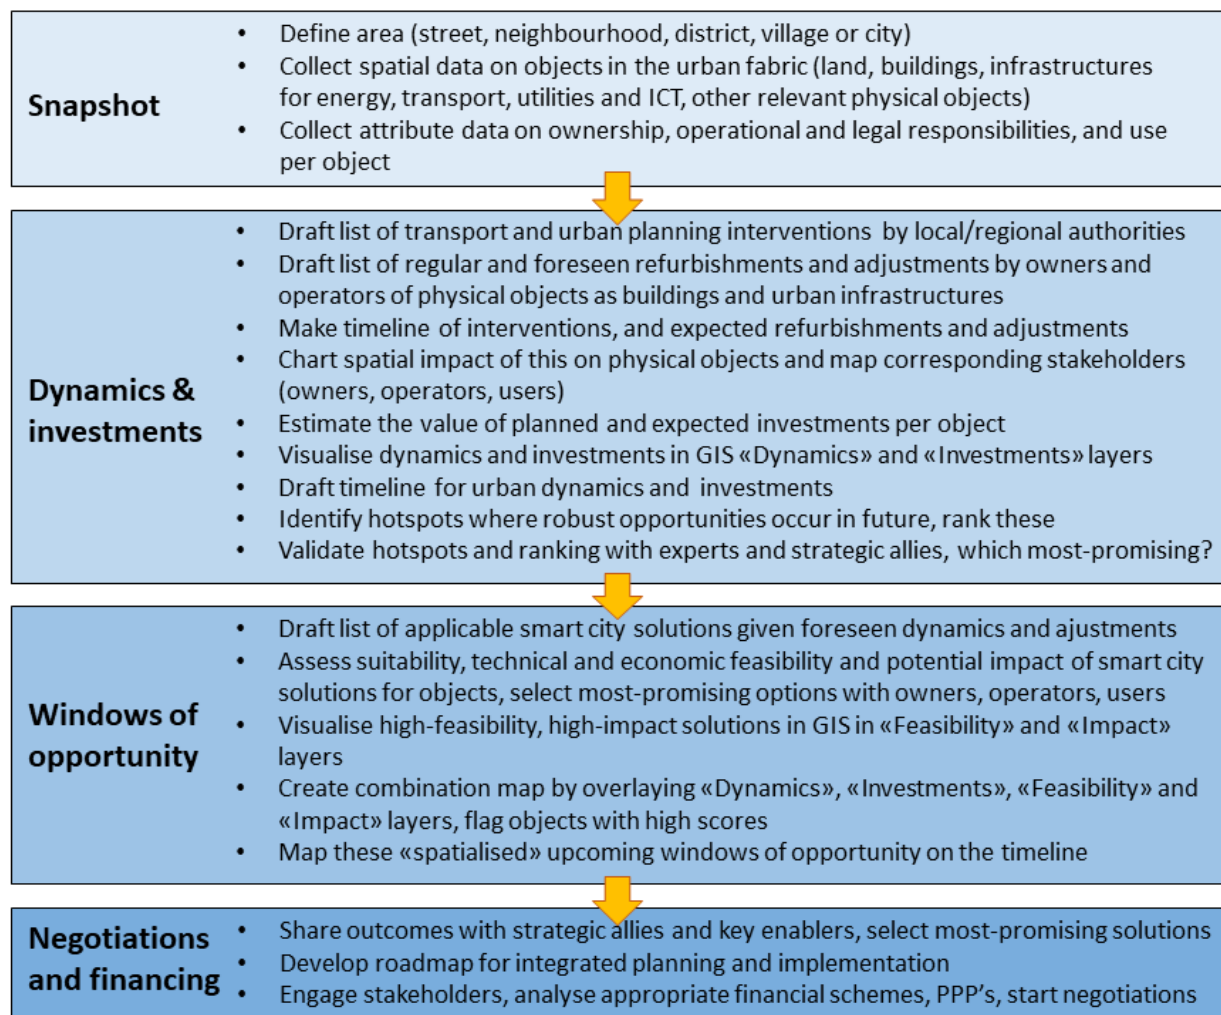 Snapshot
• Define area (street, neighbourhood, district, village or city)
• Collect spatial data on objects in the urban fabric (land, buildings, infrastructures
for energy, transport, utilities and ICT, other relevant physical objects)
• Collect attribute data on ownership, operational and legal responsibilities, and use
per object
Dynamics &
investments
• Draft list of transport and urban planning interventions by local/regional authorities
• Draft list of regular and foreseen refurbishments and adjustments by owners and
operators of physical objects as buildings and urban infrastructures
• Make timeline of interventions, and expected refurbishments and adjustments
• Chart spatial impact of this on physical objects and map corresponding stakeholders
(owners, operators, users)
• Estimate the value of planned and expected investments per object
• Visualise dynamics and investments in GIS «Dynamics» and «Investments» layers
• Draft timeline for urban dynamics and investments
• Identify hotspots where robust opportunities occur in future, rank these
• Validate hotspots and ranking with experts and strategic allies, which most-promising?
Windows of
opportunity
• Draft list of applicable smart city solutions given foreseen dynamics and ajustments
• Assess suitability, technical and economic feasibility and potential impact of smart city
solutions for objects, select most-promising options with owners, operators, users
• Visualise high-feasibility, high-impact solutions in GIS in «Feasibility» and «Impact»
layers
• Create combination map by overlaying «Dynamics», «Investments», «Feasibility» and
«Impact» layers, flag objects with high scores
• Map these «spatialised» upcoming windows of opportunity on the timeline
Negotiations
and financing
• Share outcomes with strategic allies and key enablers, select most-promising solutions
• Develop roadmap for integrated planning and implementation
• Engage stakeholders, analyse appropriate financial schemes, PPP's, start negotiations